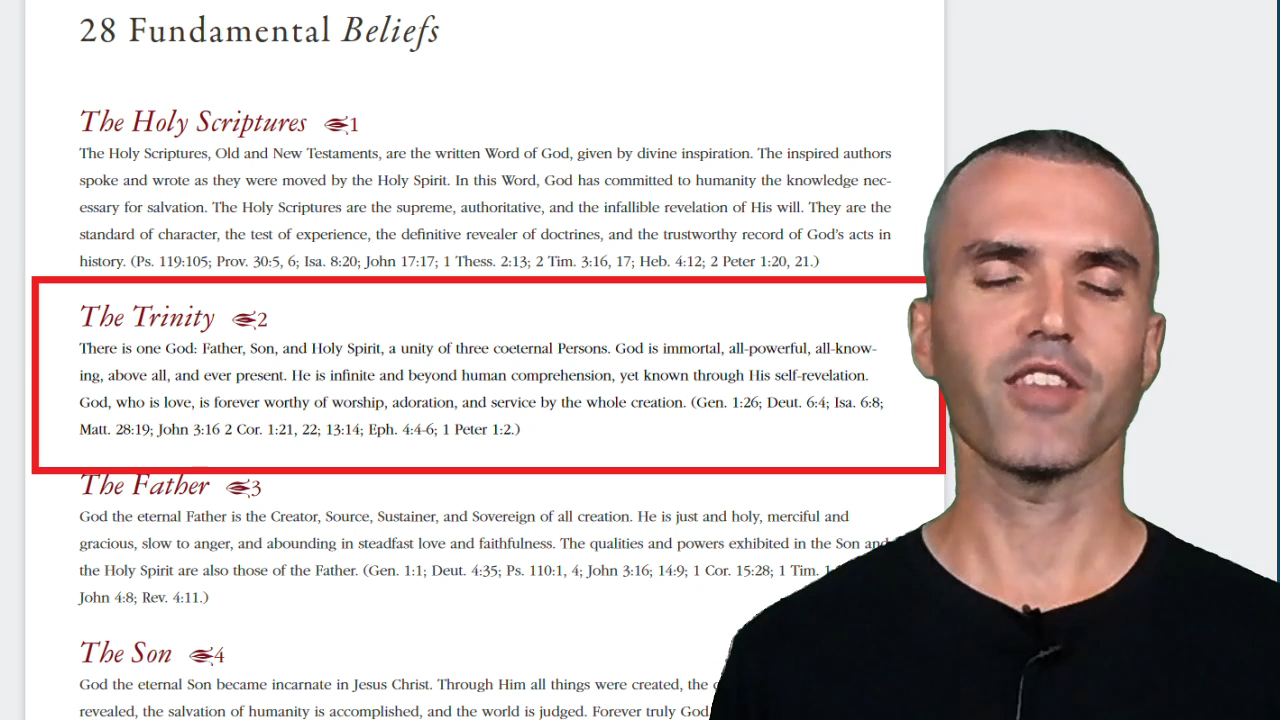 28 Fundamental Beliefs
The Holy Scriptures 1
The Holy Scriptures, Old and New Testaments, are the written Word of God, given by divine inspiration. The inspired authors
spoke and wrote as they were moved by the Holy Spirit. In this Word, God has committed to humanity the knowledge nec-
essary for salvation. The Holy Scriptures are the supreme, authoritative, and the infallible revelation of His will. They are the
standard of character, the test of experience, the definitive revealer of doctrines, and the trustworthy record of God's acts in
history. (Ps. 119:105; Prov. 30:5, 6; Isa. 8:20; John 17:17; 1 Thess. 2:13; 2 Tim. 3:16, 17; Heb. 4:12; 2 Peter 1:20, 21.)
The Trinity 2
There is one God: Father, Son, and Holy Spirit, a unity of three coeternal Persons. God is immortal, all-powerful, all-know-
ing, above all, and ever present. He is infinite and beyond human comprehension, yet known through His self-revelation.
God, who is love, is forever worthy of worship, adoration, and service by the whole creation. (Gen. 1:26; Deut. 6:4; Isa. 6:8;
Matt. 28:19; John 3:16 2 Cor. 1:21, 22; 13:14; Eph. 4:4-6; 1 Peter 1:2.)
The Father 3
God the eternal Father is the Creator, Source, Sustainer, and Sovereign of all creation. He is just and holy, merciful and
gracious, slow to anger, and abounding in steadfast love and faithfulness. The qualities and powers exhibited in the Son and
the Holy Spirit are also those of the Father. (Gen. 1:1; Deut. 4:35; Ps. 110:1, 4; John 3:16; 14:9; 1 Cor. 15:28; 1 Tim.
John 4:8; Rev. 4:11.)
The Son 4
God the eternal Son became incarnate in Jesus Christ. Through Him all things were created, the
revealed, the salvation of humanity is accomplished, and the world is judged. Forever truly God,